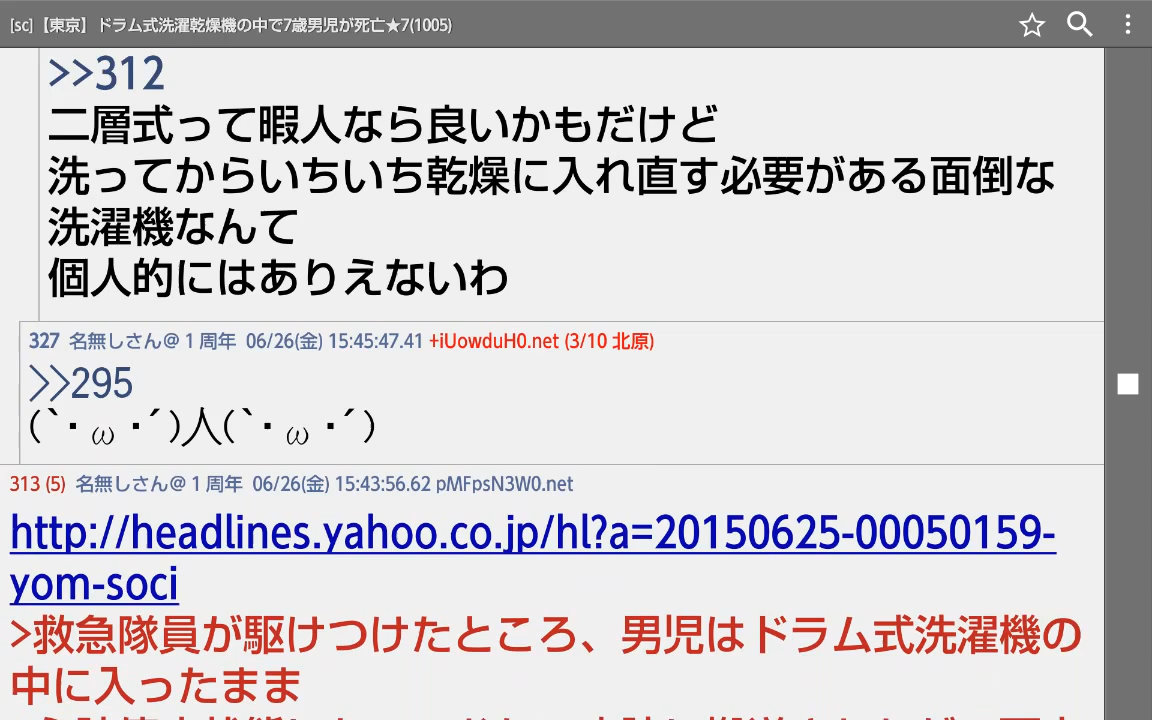 [sc]【東京】ドラム式洗濯乾燥機の中で7歳男児が死亡★7(1005)
>>312
二層式って暇人なら良いかもだけど
洗ってからいちいち乾燥に入れ直す必要がある面倒な
洗濯機なんて
個人的にはありえないわ
327 名無しさん@1周年 06/26(金) 15:45:47.41 +iUowduH0.net (3/10 北原)
>>295
(`・ω・´)人(`・ω・´)
313 (5) 名無しさん@1周年 06/26(金) 15:43:56.62 pMFpsN3W0.net
http://headlines.yahoo.co.jp/hl?a=20150625-00050159-
yom-soci
>救急隊員が駆けつけたところ、男児はドラム式洗濯機の
中に入ったまま